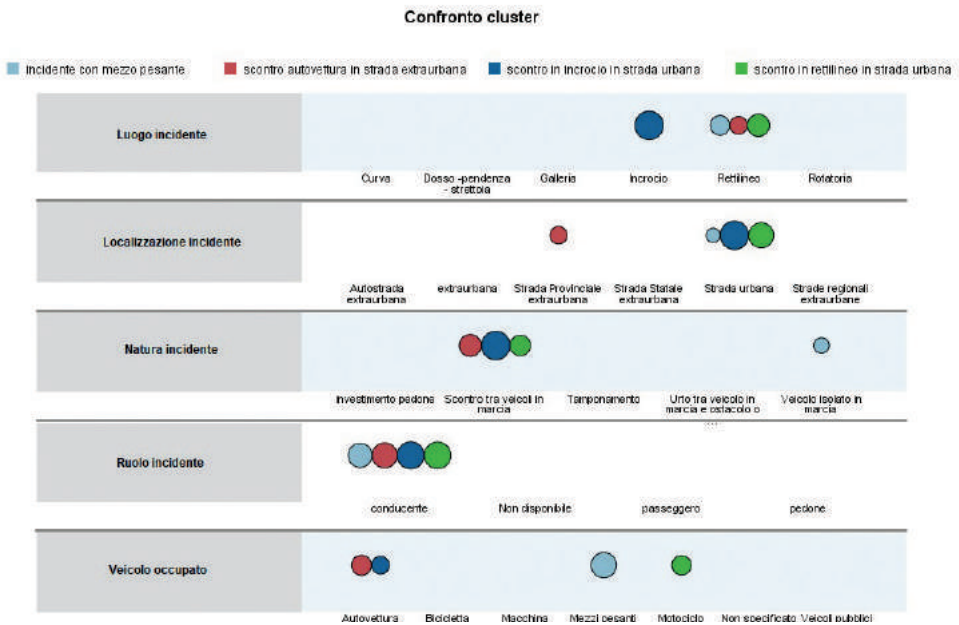 Confronto cluster
incidente con mezzo pesante scontro autovettura in strada extraurbana scontro in incrocio in strada urbana scontro in rettilineo in strada urbana
Luogo incidente
Curva Dosso -pendenza Galleria Incrocio Rettilineo Rotatoria
- strettoia
Localizzazione incidente
Autostrada extraurbana Strada Provinciale Strada Statale Strada urbana Strade regionali
extraurbana extraurbana extraurbana extraurbane
Natura incidente
Investimento pedone Scontro tra veicoli in Tamponamento Urto tra veicolo in Veicolo isolato in
marcia marcia e ostacolo o marcia
....
Ruolo incidente
conducente Non disponibile passeggero pedone
Veicolo occupato
Autovettura Bicicletta Macchina Mezzi pesanti Motociclo Non specificato Veicoli pubblici